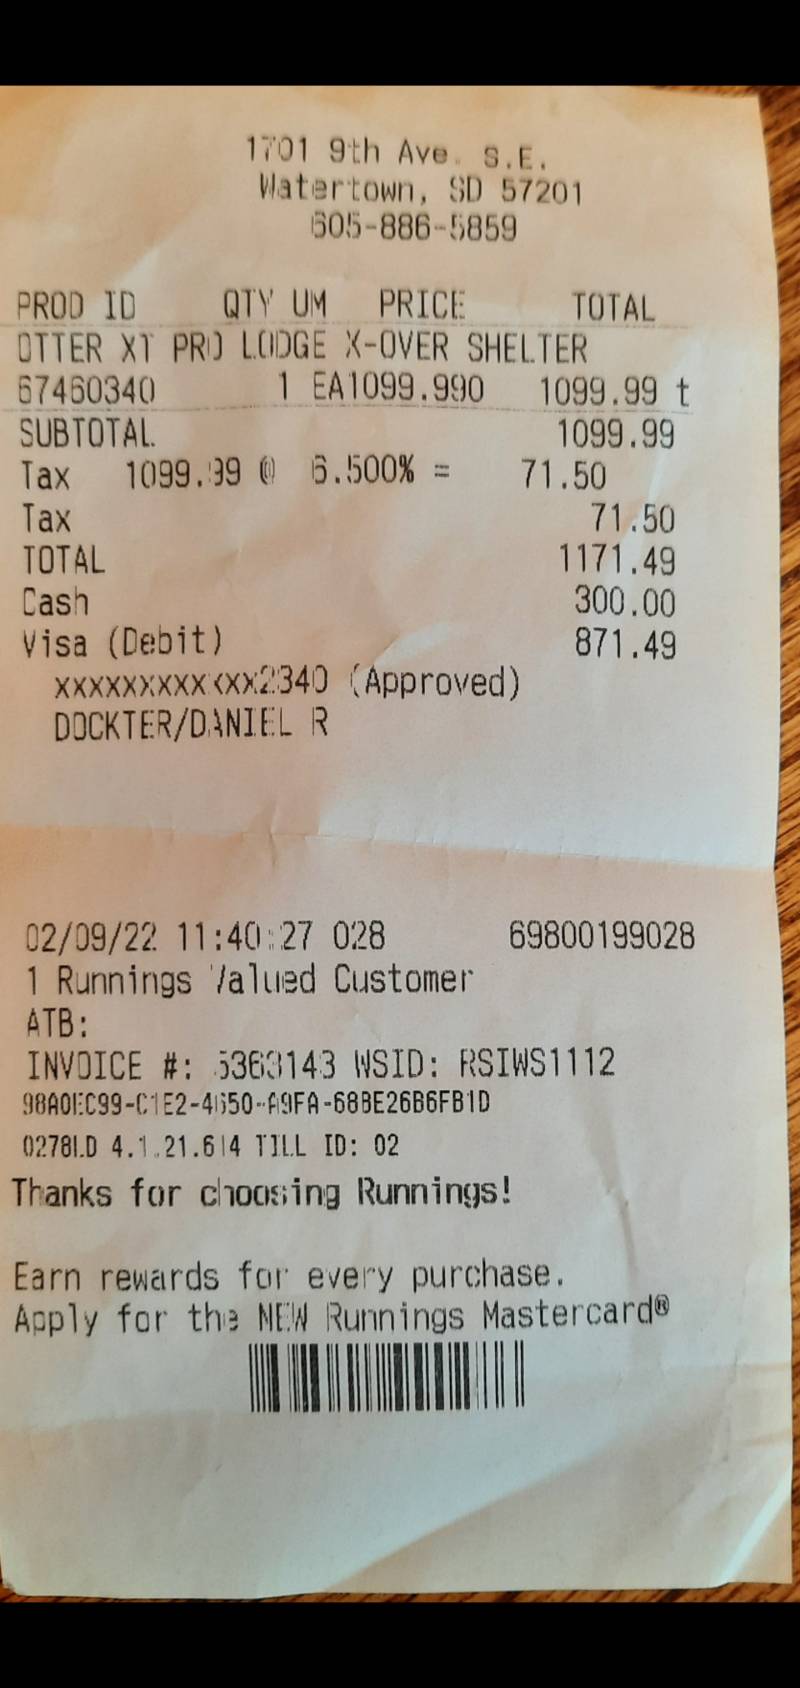 1701 9th Ave. S.E.
Watertown, SD 57201
605-886-5859
PROD ID QTY UM PRICE TOTAL
OTTER XT PRO LODGE X-OVER SHELTER
67460340 1 EA1099.990 1099.99 t
SUBTOTAL 1099.99
Tax 1099.99 @ 6.500% = 71.50
Tax 71.50
TOTAL 1171.49
Cash 300.00
Visa (Debit) 871.49
xxxxxxxxxxxx2340 (Approved)
DOCKTER/DANIEL R
02/09/22 11:40:27 028 69800199028
1 Runnings Valued Customer
ATB:
INVOICE #: 5363143 WSID: RSIWS1112
98A0EC99-C1E2-4650-A9FA-68BE26B6FB1D
0278LD 4.1.21.614 TILL ID: 02
Thanks for choosing Runnings!
Earn rewards for every purchase.
Apply for the NEW Runnings Mastercard®